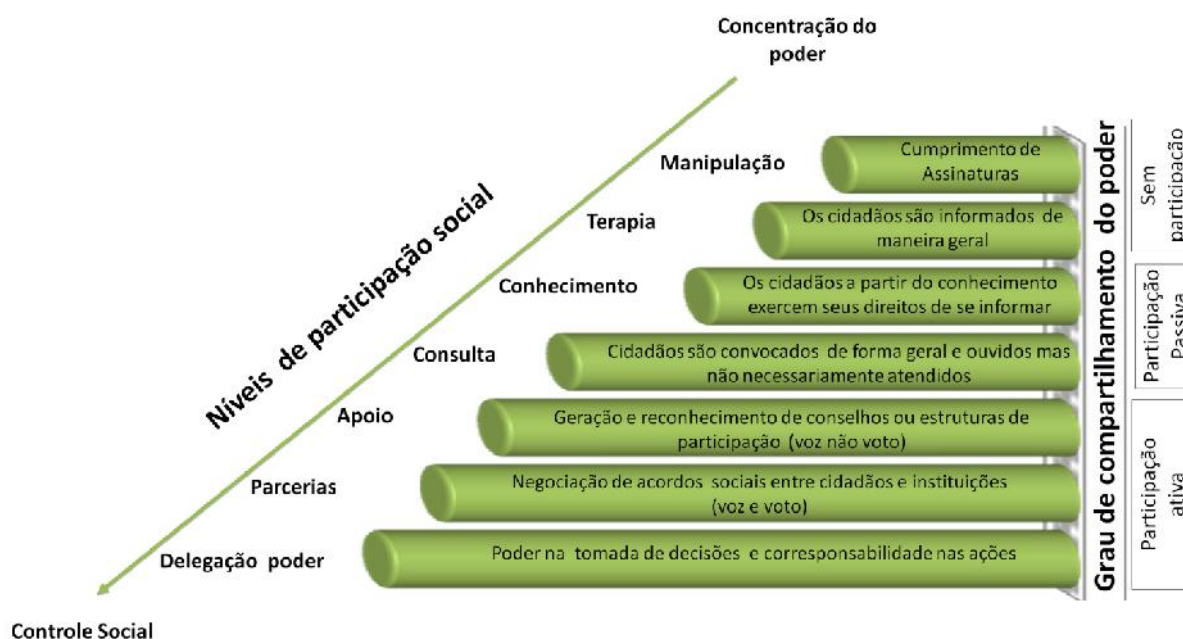 Concentração do
poder
Níveis de participação social
Manipulação
Cumprimento de
Assinaturas
Terapia
Os cidadãos são informados de
maneira geral
Conhecimento
Os cidadãos a partir do conhecimento
exercem seus direitos de se informar
Consulta
Cidadãos são convocados de forma geral e ouvidos mas
não necessariamente atendidos
Apoio
Geração e reconhecimento de conselhos ou estruturas de
participação (voz não voto)
Parcerias
Negociação de acordos sociais entre cidadãos e instituições
(voz e voto)
Delegação poder
Poder na tomada de decisões e corresponsabilidade nas ações
Controle Social
Grau de compartilhamento do poder
Sem
participação
Participação
Passiva
Participação
ativa